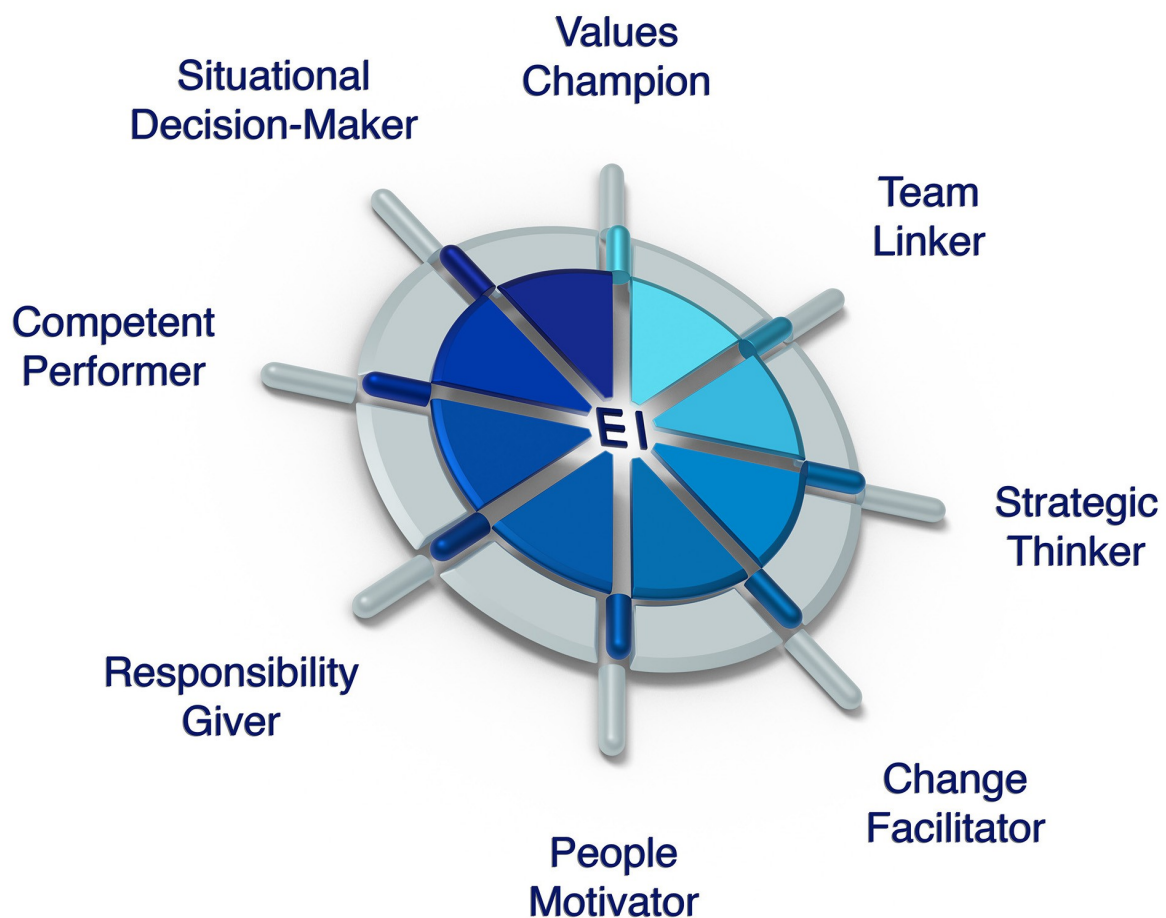 Values
Champion
Situational
Decision-Maker
Team
Linker
Competent
Performer
EI
Strategic
Thinker
Responsibility
Giver
Change
Facilitator
People
Motivator